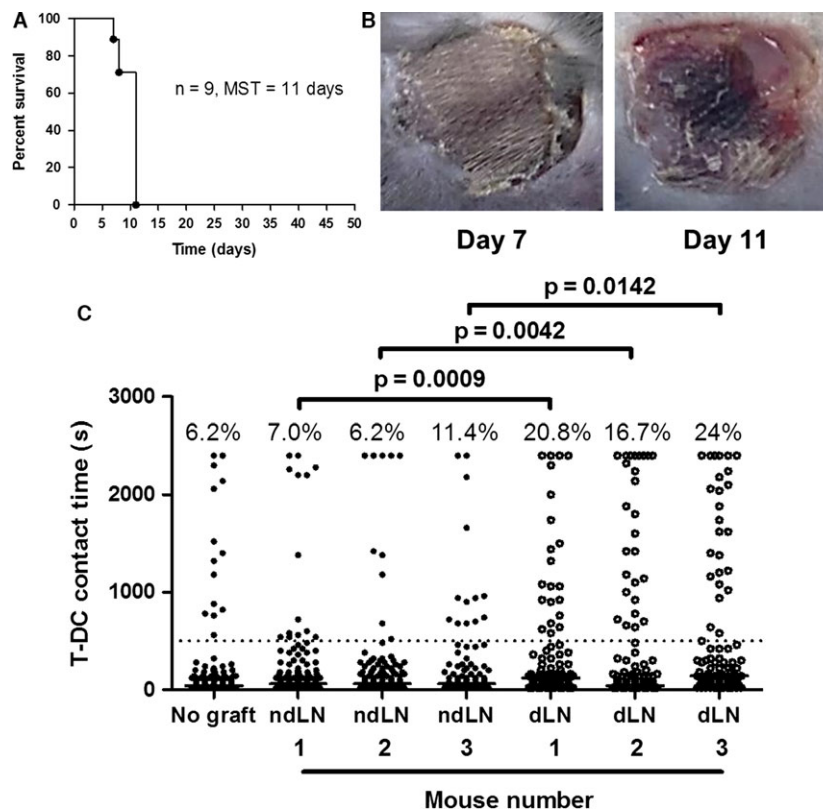 A
Percent survival
100
80
60
40
20
0
n = 9, MST = 11 days
0 5 10 15 20 25 30 35 40 45 50
Time (days)
B
Day 7
Day 11
C
p = 0.0142
p = 0.0042
p = 0.0009
T-DC contact time (s)
3000
2000
1000
0
6.2% 7.0% 6.2% 11.4% 20.8% 16.7% 24%
No graft ndLN ndLN ndLN dLN dLN dLN
1 2 3 1 2 3
Mouse number